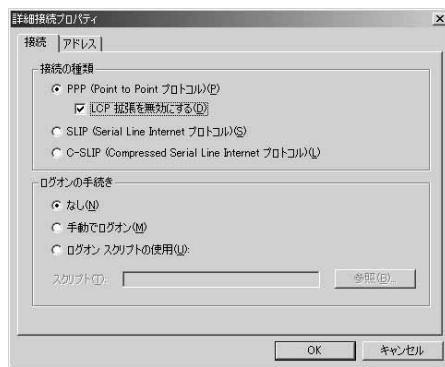 詳細接続プロパティ
接続 アドレス
接続の種類
PPP (Point to Point プロトコル)(P)
LCP 拡張を無効にする(D)
SLIP (Serial Line Internet プロトコル)(S)
C-SLIP (Compressed Serial Line Internet プロトコル)(L)
ログオンの手続き
なし(N)
手動でログオン(M)
ログオン スクリプトの使用(U):
スクリプト(T): 参照(B)...
OK キャンセル